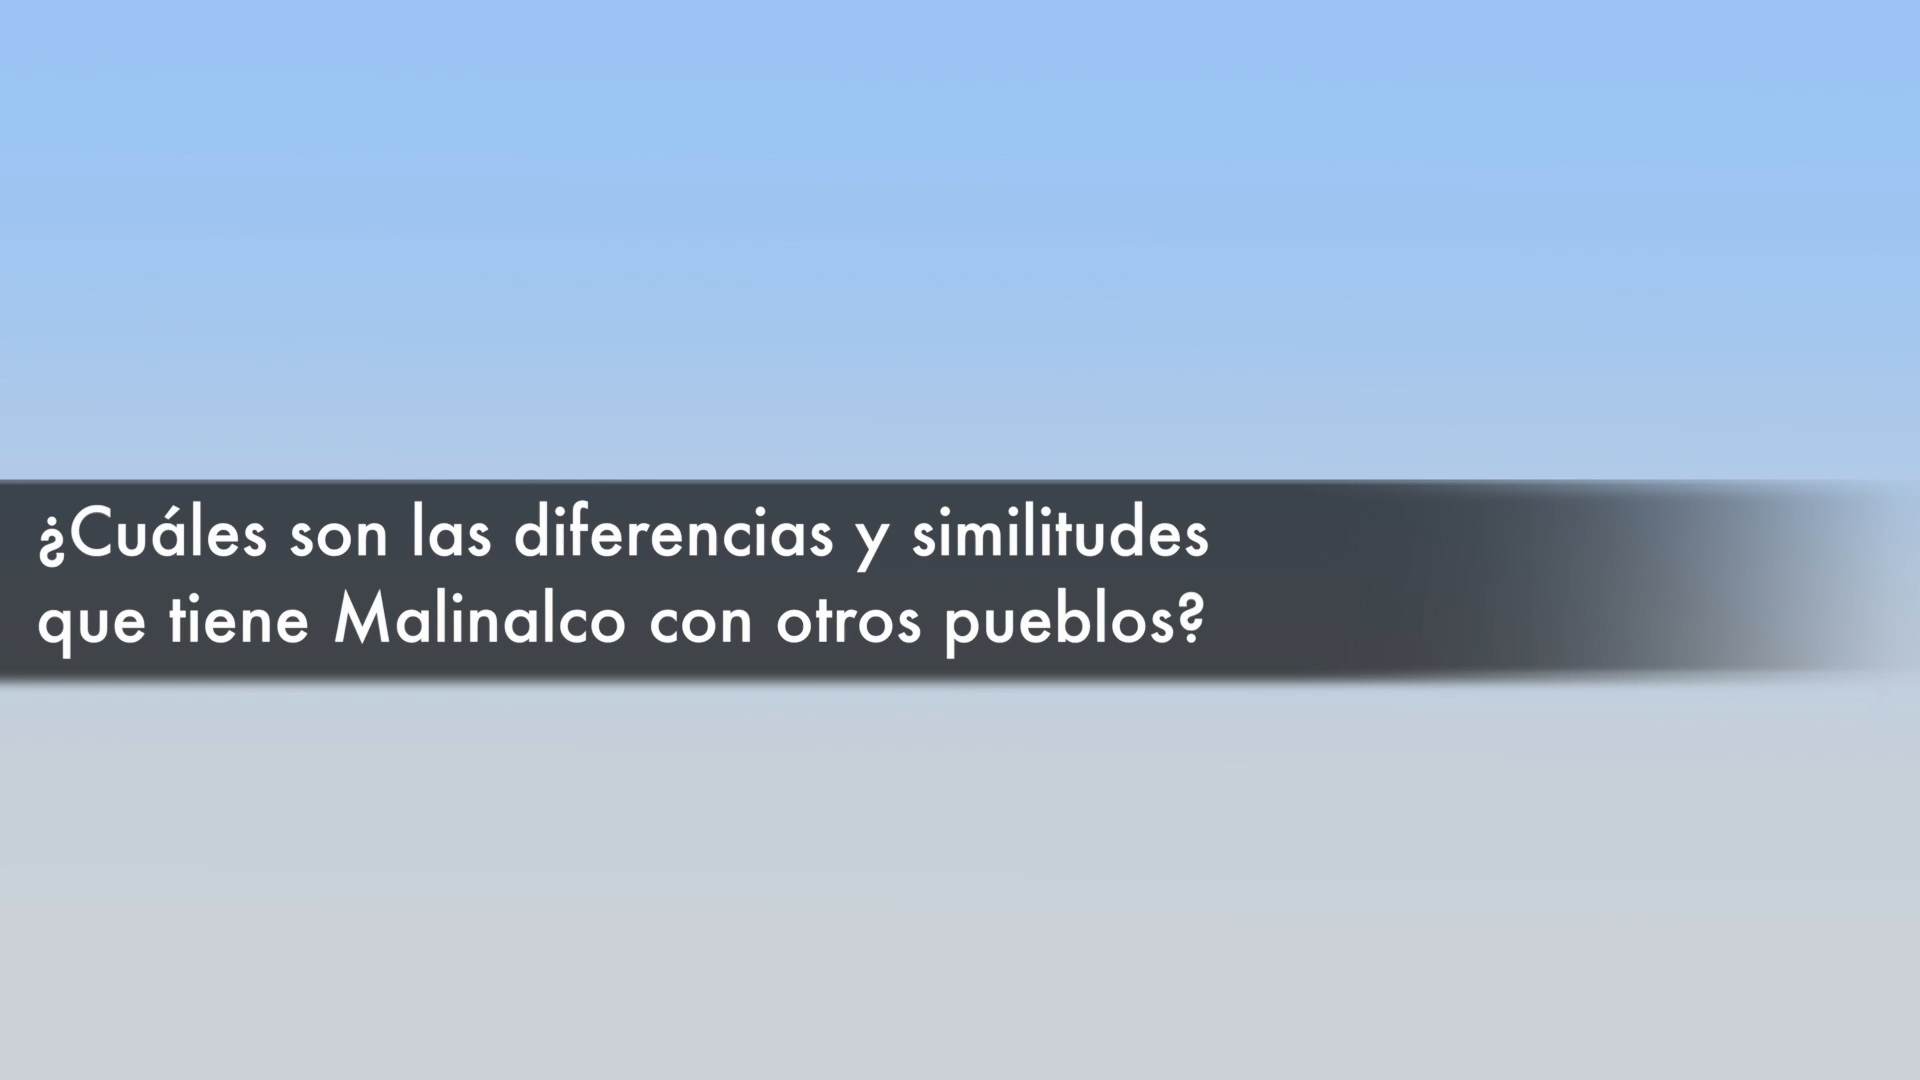 ¿Cuáles son las diferencias y similitudes
que tiene Malinalco con otros pueblos?